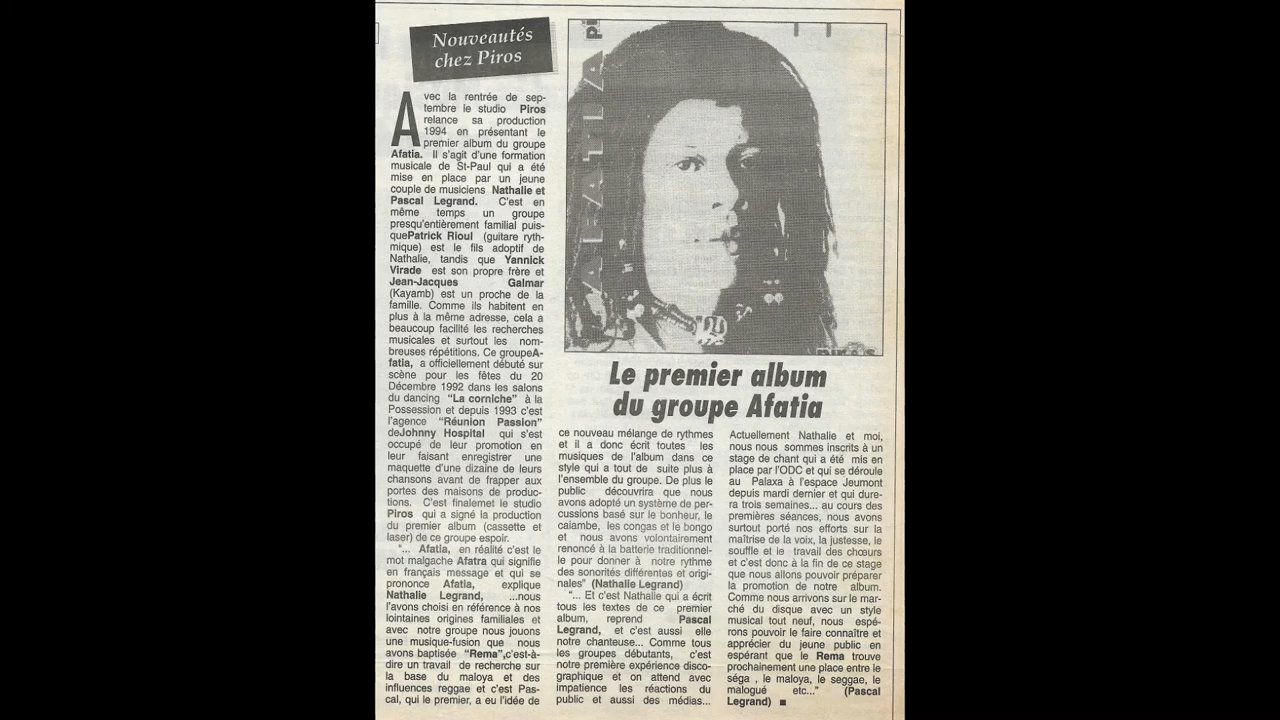 Nouveautés
chez Piros
Avec la rentrée de sep-
tembre le studio Piros
relance sa production
1994 en présentant le
premier album du groupe
Afatia. Il s'agit d'une formation
musicale de St-Paul qui a été
mise en place par un jeune
couple de musiciens Nathalie et
Pascal Legrand. C'est en
même temps un groupe
presqu'entièrement familial puis-
quePatrick Rioul (guitare ryth-
mique) est le fils adoptif de
Nathalie, tandis que Yannick
Virade est son propre frère et
Jean-Jacques Galmar
(Kayamb) est un proche de la
famille. Comme ils habitent en
plus à la même adresse, cela a
beaucoup facilité les recherches
musicales et surtout les nom-
breuses répétitions. Ce groupeA-
fatia, a officiellement débuté sur
scène pour les fêtes du 20
Décembre 1992 dans les salons
du dancing "La corniche" à la
Possession et depuis 1993 c'est
l'agence "Réunion Passion"
deJohnny Hospital qui s'est
occupé de leur promotion en
leur faisant enregistrer une
maquette d'une dizaine de leurs
chansons avant de frapper aux
portes des maisons de produc-
tions. C'est finalemet le studio
Piros qui a signé la production
du premier album (cassette et
laser) de ce groupe espoir.
"... Afatia, en réalité c'est le
mot malgache Afatra qui signifie
en français message et qui se
prononce Afatia, explique
Nathalie Legrand, ...nous
l'avons choisi en référence à nos
lointaines origines familiales et
avec notre groupe nous jouons
une musique-fusion que nous
avons baptisée "Rema",c'est-à-
dire un travail de recherche sur
la base du maloya et des
influences reggae et c'est Pas-
cal, qui le premier, a eu l'idée de
AFATIA
Le premier album
du groupe Afatia
ce nouveau mélange de rythmes
et il a donc écrit toutes les
musiques de l'album dans ce
style qui a tout de suite plus à
l'ensemble du groupe. De plus le
public découvrira que nous
avons adopté un système de per-
cussions basé sur le bonheur, le
caïambe, les congas et le bongo
et nous avons volontairement
renoncé à la batterie traditionnel-
le pour donner à notre rythme
des sonorités différentes et origi-
nales" (Nathalie Legrand)
"... Et c'est Nathalie qui a écrit
tous les textes de ce premier
album, reprend Pascal
Legrand, et c'est aussi elle
notre chanteuse... Comme tous
les groupes débutants, c'est
notre première expérience disco-
graphique et on attend avec
impatience les réactions du
public et aussi des médias...
Actuellement Nathalie et moi,
nous nous sommes inscrits à un
stage de chant qui a été mis en
place par l'ODC et qui se déroule
au Palaxa à l'espace Jeumont
depuis mardi dernier et qui dure-
ra trois semaines... au cours des
premières séances, nous avons
surtout porté nos efforts sur la
maîtrise de la voix, la justesse, le
souffle et le travail des chœurs
et c'est donc à la fin de ce stage
que nous allons pouvoir préparer
la promotion de notre album.
Comme nous arrivons sur le mar-
ché du disque avec un style
musical tout neuf, nous espé-
rons pouvoir le faire connaître et
apprécier du jeune public en
espérant que le Rema trouve
prochainement une place entre le
séga , le maloya, le seggae, le
malogué etc..." (Pascal
Legrand) ■